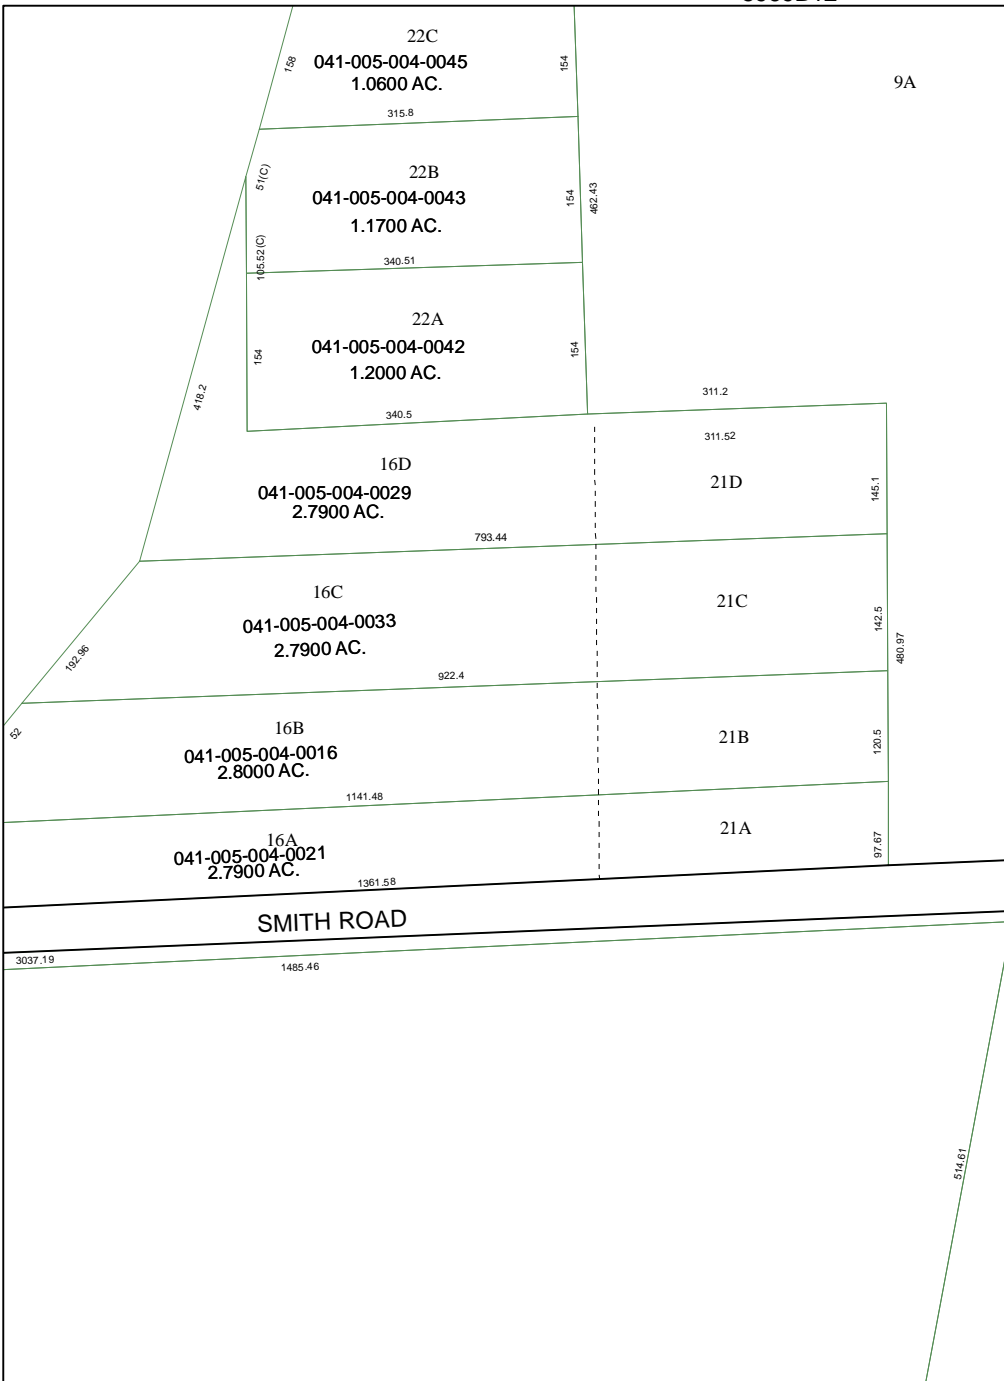 22C
041-005-004-0045
1.0600 AC.
158
154
9A
315.8
51(C)
22B
041-005-004-0043
1.1700 AC.
154
462.43
105.52(C)
340.51
22A
041-005-004-0042
1.2000 AC.
154
154
418.2
340.5
311.2
311.52
16D
041-005-004-0029
2.7900 AC.
21D
145.1
793.44
16C
041-005-004-0033
2.7900 AC.
21C
142.5
192.96
480.97
922.4
52
16B
041-005-004-0016
2.8000 AC.
21B
120.5
1141.48
16A
041-005-004-0021
2.7900 AC.
21A
97.67
1361.58
SMITH ROAD
3037.19
1485.46
514.61